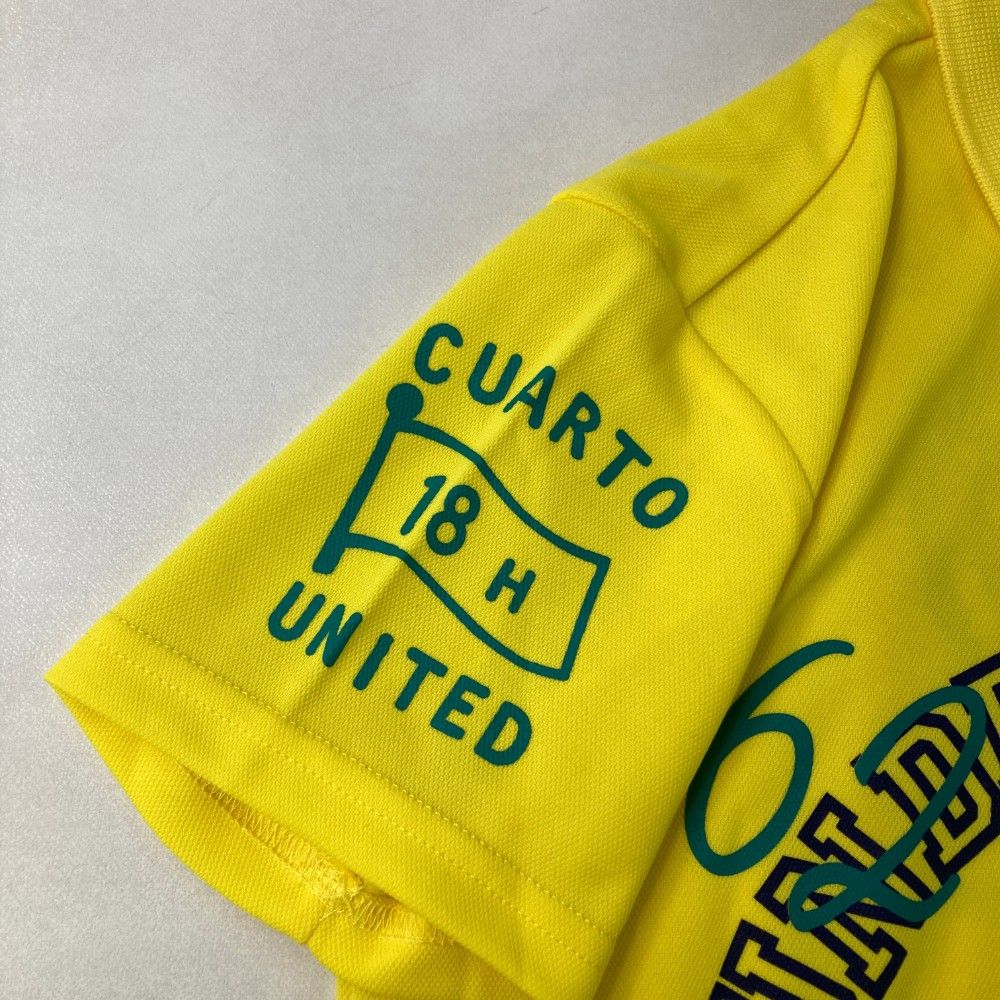 CUARTO
18 H
UNITED
62